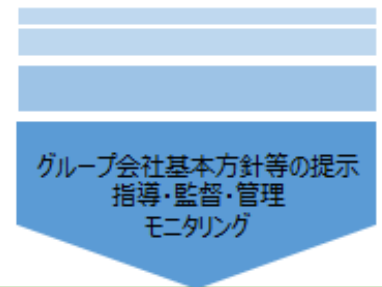 グループ会社基本方針等の提示
指導･監督･管理
モニタリング